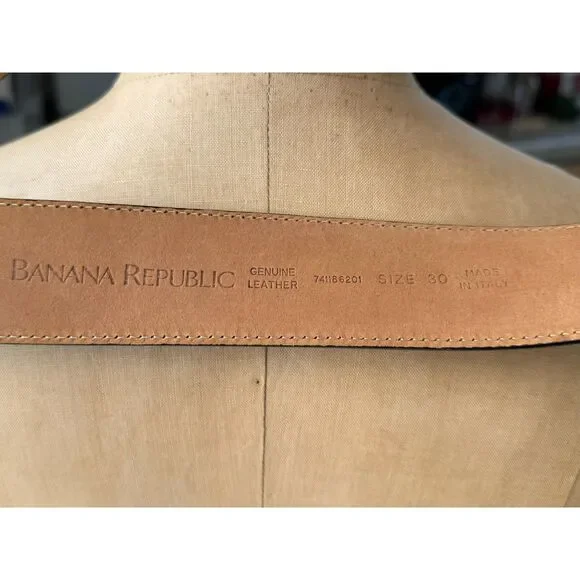 BANANA REPUBLIC
GENUINE
LEATHER
741186201
SIZE 30
MADE
IN ITALY